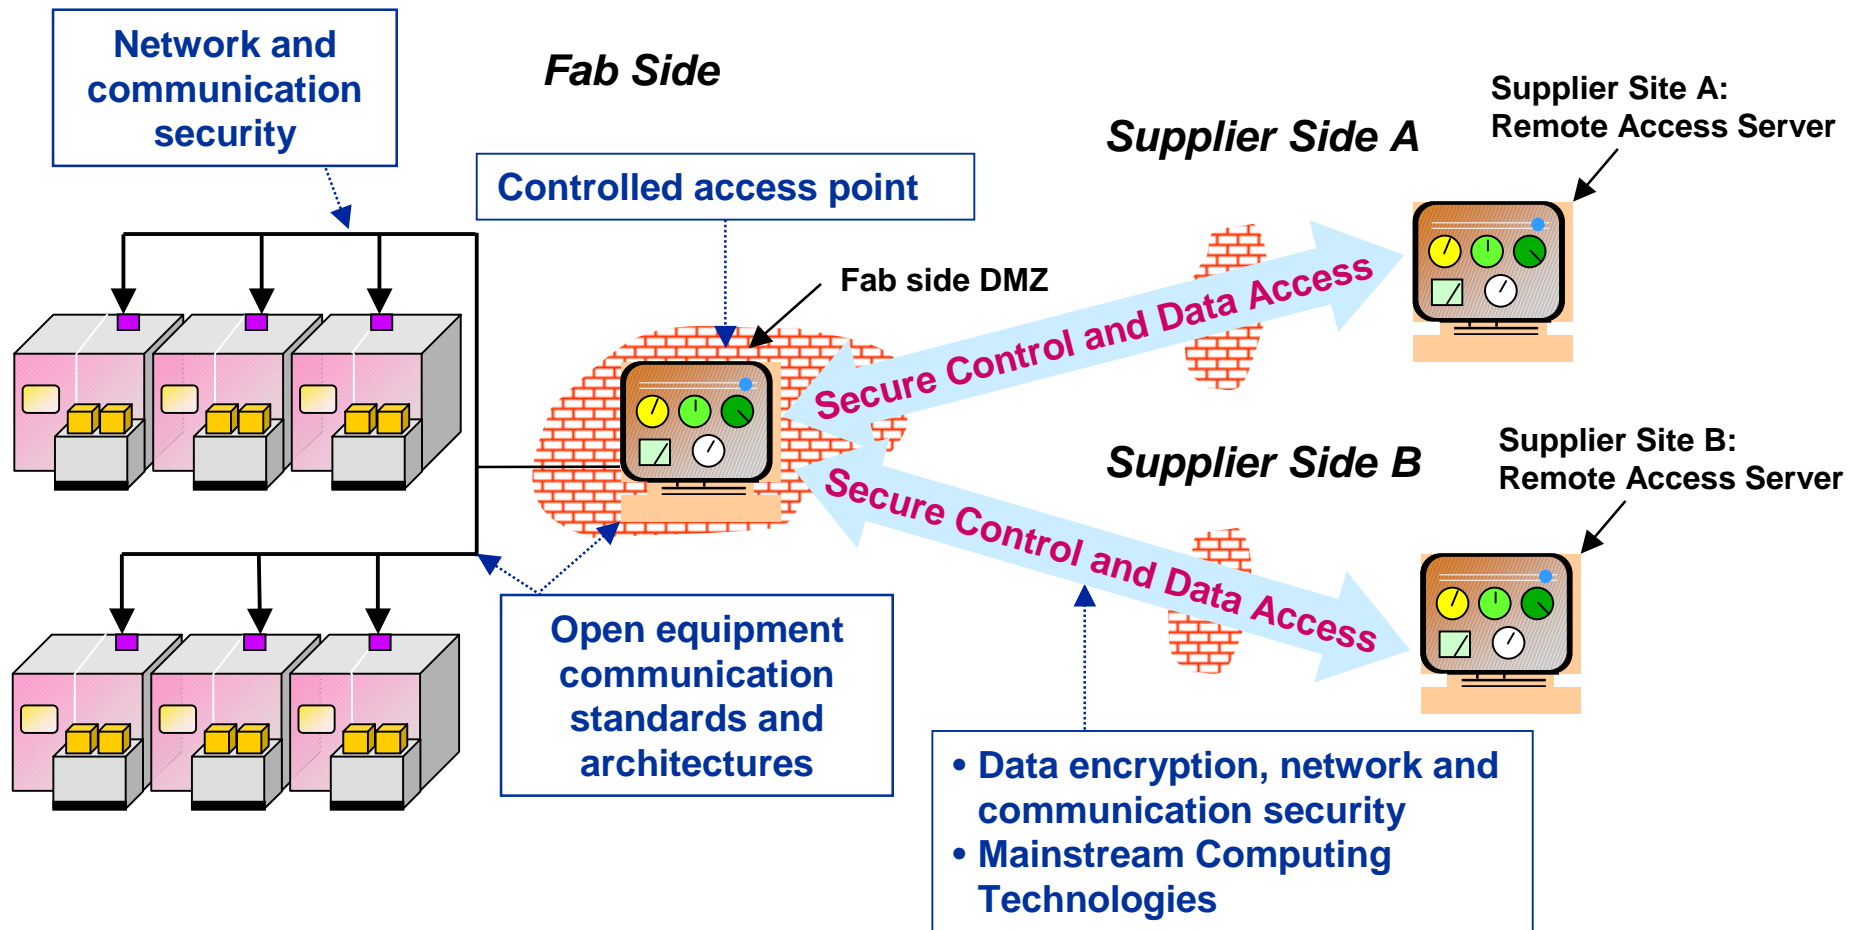 Network and
communication
security
Fab Side
Controlled access point
Fab side DMZ
Supplier Side A
Supplier Site A:
Remote Access Server
Secure Control and Data Access
Supplier Side B
Supplier Site B:
Remote Access Server
Secure Control and Data Access
Open equipment
communication
standards and
architectures
• Data encryption, network and
communication security
• Mainstream Computing
Technologies